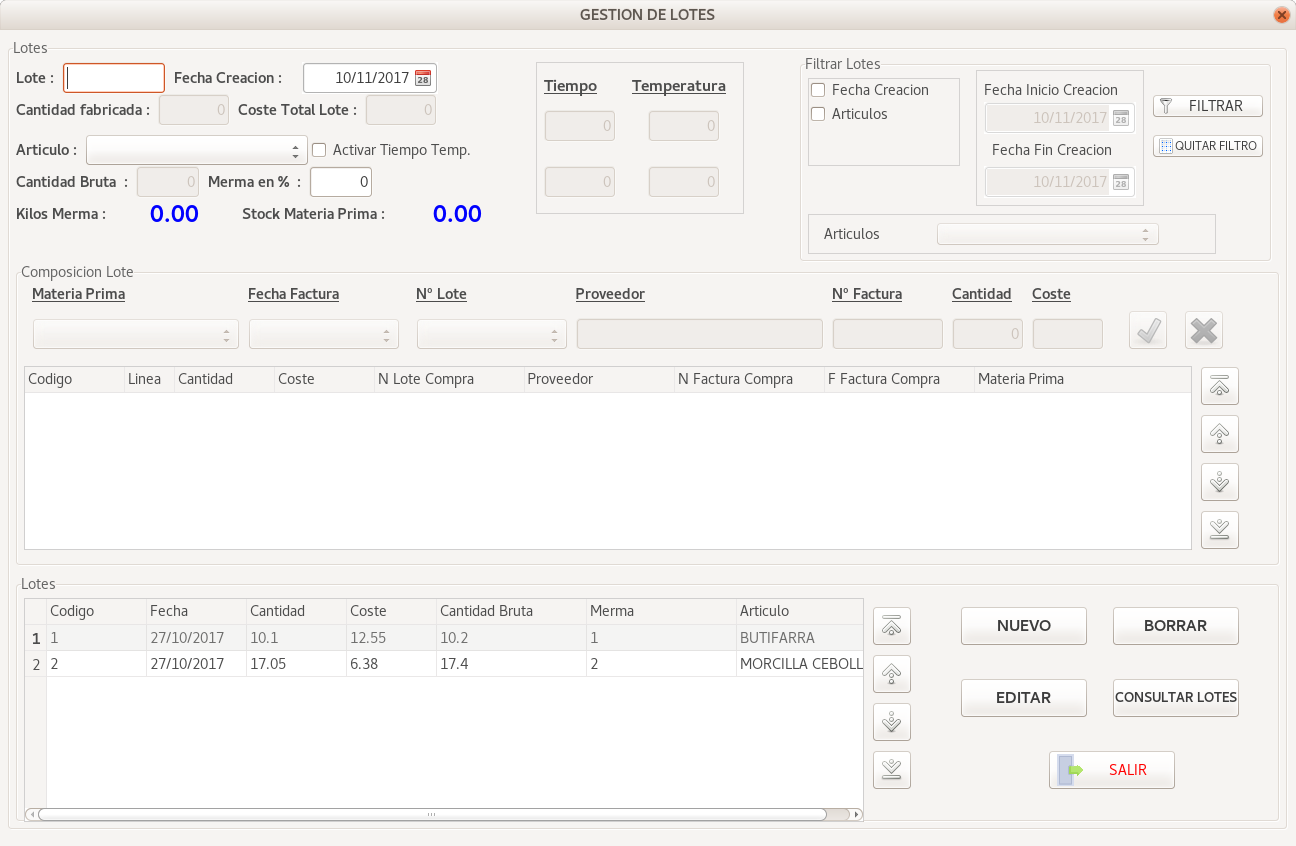 GESTION DE LOTES
Lotes
Lote :
Fecha Creacion :
10/11/2017
28
Cantidad fabricada :
0
Coste Total Lote :
0
Articulo :
Activar Tiempo Temp.
Cantidad Bruta :
0
Merma en % :
0
Kilos Merma :
0.00
Stock Materia Prima :
0.00
Tiempo
Temperatura
0
0
0
0
Filtrar Lotes
Fecha Creacion
Articulos
Fecha Inicio Creacion
10/11/2017
28
Fecha Fin Creacion
10/11/2017
28
FILTRAR
QUITAR FILTRO
Articulos
Composicion Lote
Materia Prima
Fecha Factura
Nº Lote
Proveedor
Nº Factura
Cantidad
Coste
0
Codigo Linea Cantidad Coste N Lote Compra Proveedor N Factura Compra F Factura Compra Materia Prima
Lotes
Codigo Fecha Cantidad Coste Cantidad Bruta Merma Articulo
1 1 27/10/2017 10.1 12.55 10.2 1 BUTIFARRA
2 2 27/10/2017 17.05 6.38 17.4 2 MORCILLA CEBOLL
NUEVO
BORRAR
EDITAR
CONSULTAR LOTES
SALIR